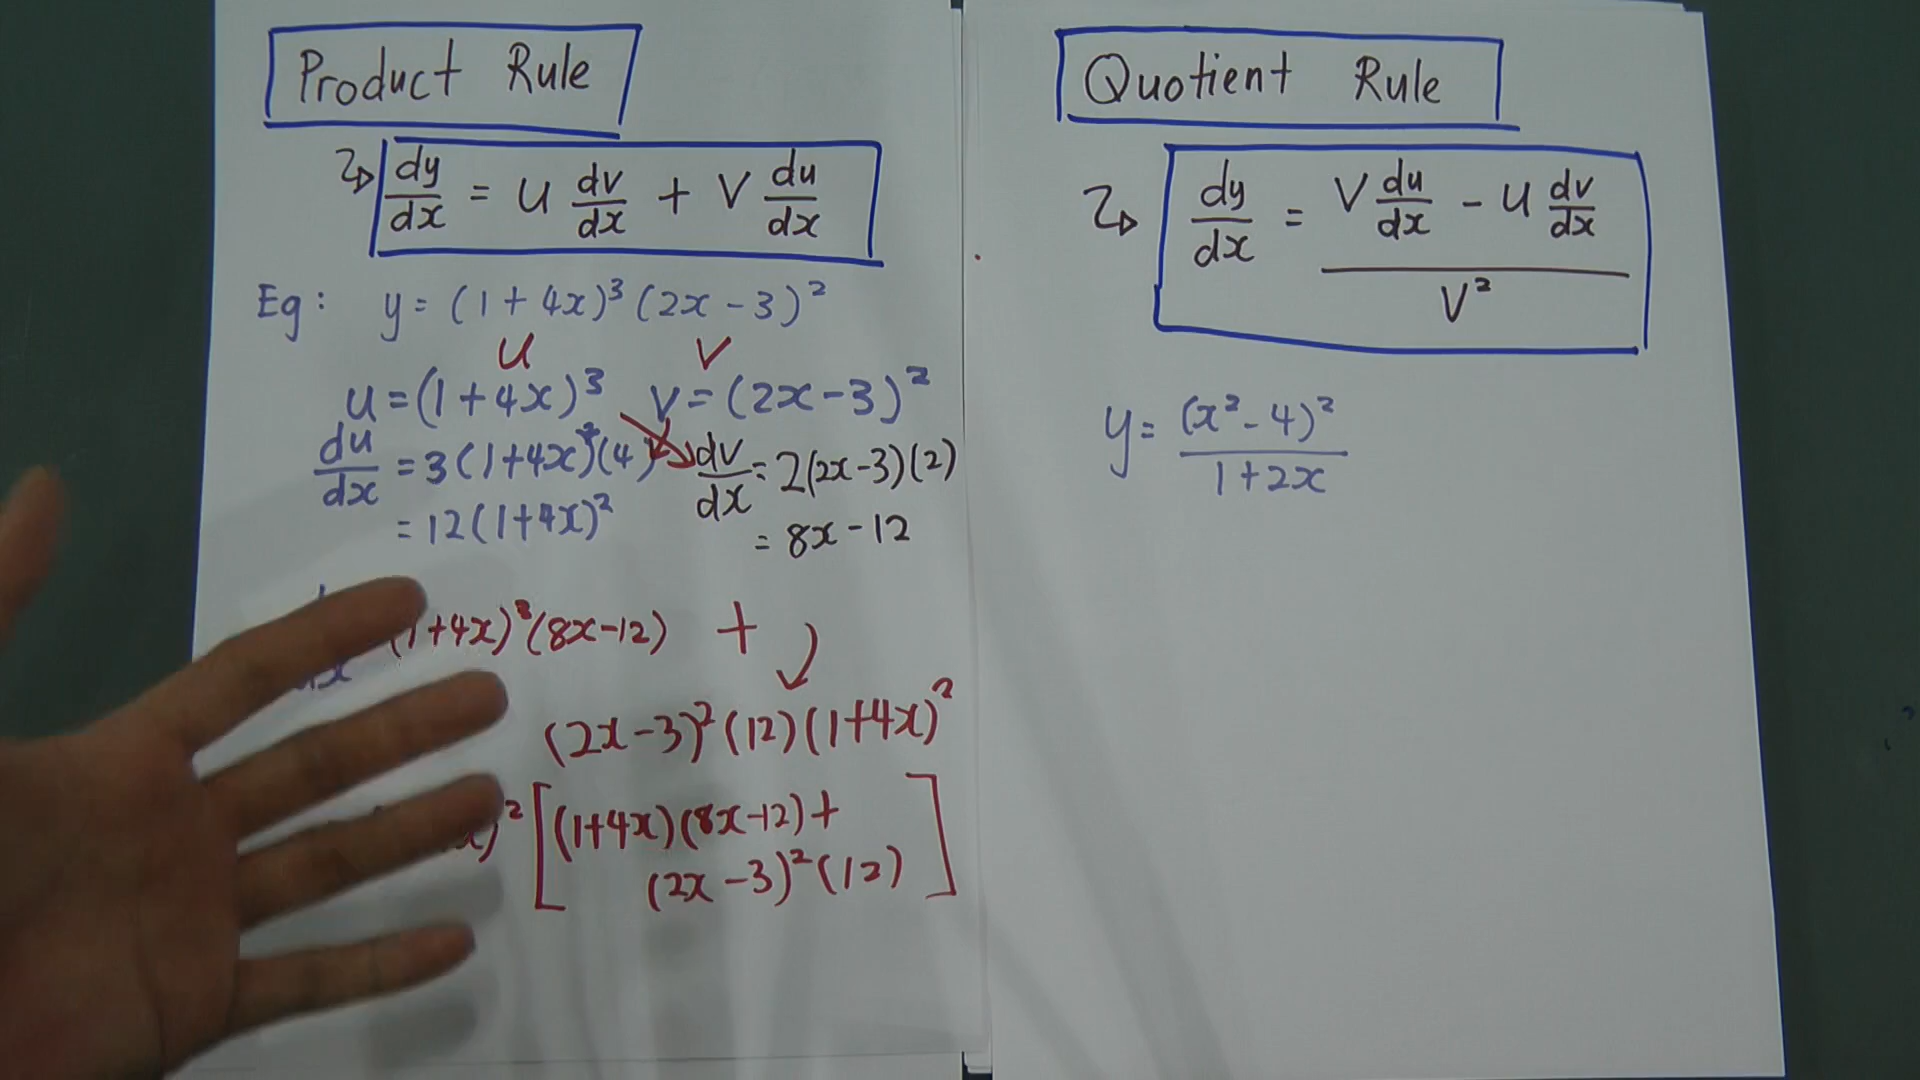 Product Rule
dy/dx = u dv/dx + v du/dx
Eg: y = (1+4x)³(2x-3)²
u v
u=(1+4x)³ v=(2x-3)²
du/dx = 3(1+4x)²(4) dv/dx = 2(2x-3)(2)
= 12(1+4x)² = 8x-12
(1+4x)³(8x-12) +
(2x-3)²(12)(1+4x)²
x)² [(1+4x)(8x-12)+
(2x-3)²(12)]
Quotient Rule
dy/dx = (v du/dx - u dv/dx) / v²
y = (x²-4)² / 1+2x